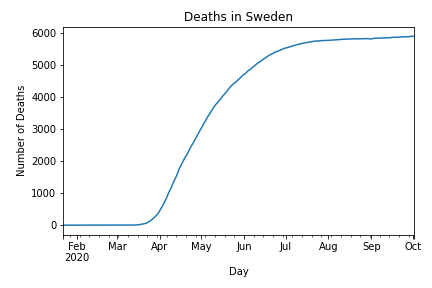 Deaths in Sweden
Number of Deaths
6000
5000
4000
3000
2000
1000
0
Feb Mar Apr May Jun Jul Aug Sep Oct
2020
Day